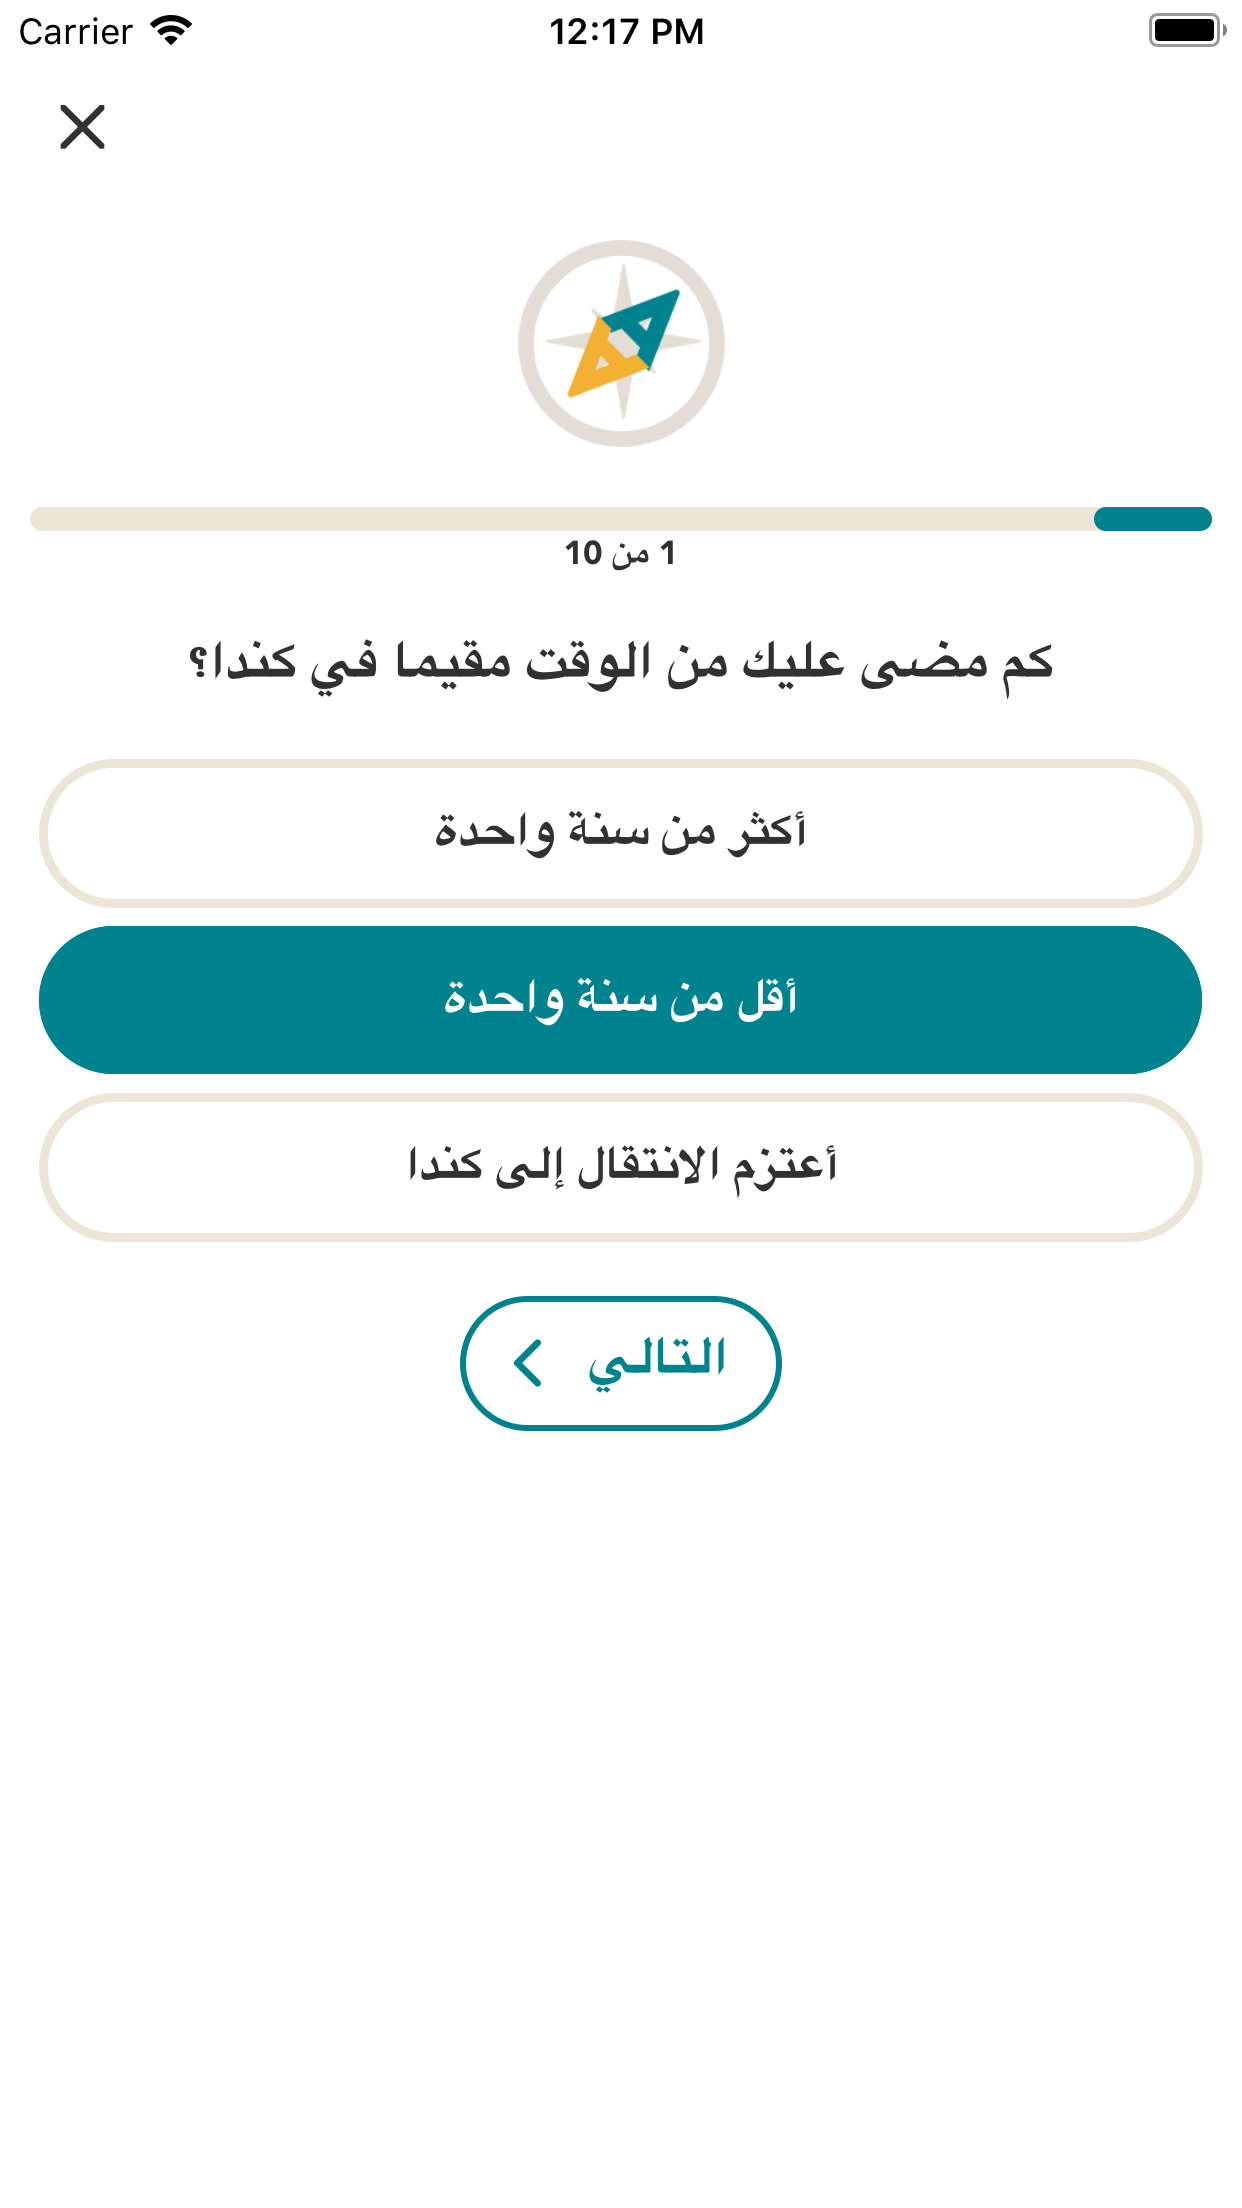 Carrier 12:17 PM
1 من 10
كم مضى عليك من الوقت مقيما في كندا؟
أكثر من سنة واحدة
أقل من سنة واحدة
أعتزم الانتقال إلى كندا
التالي